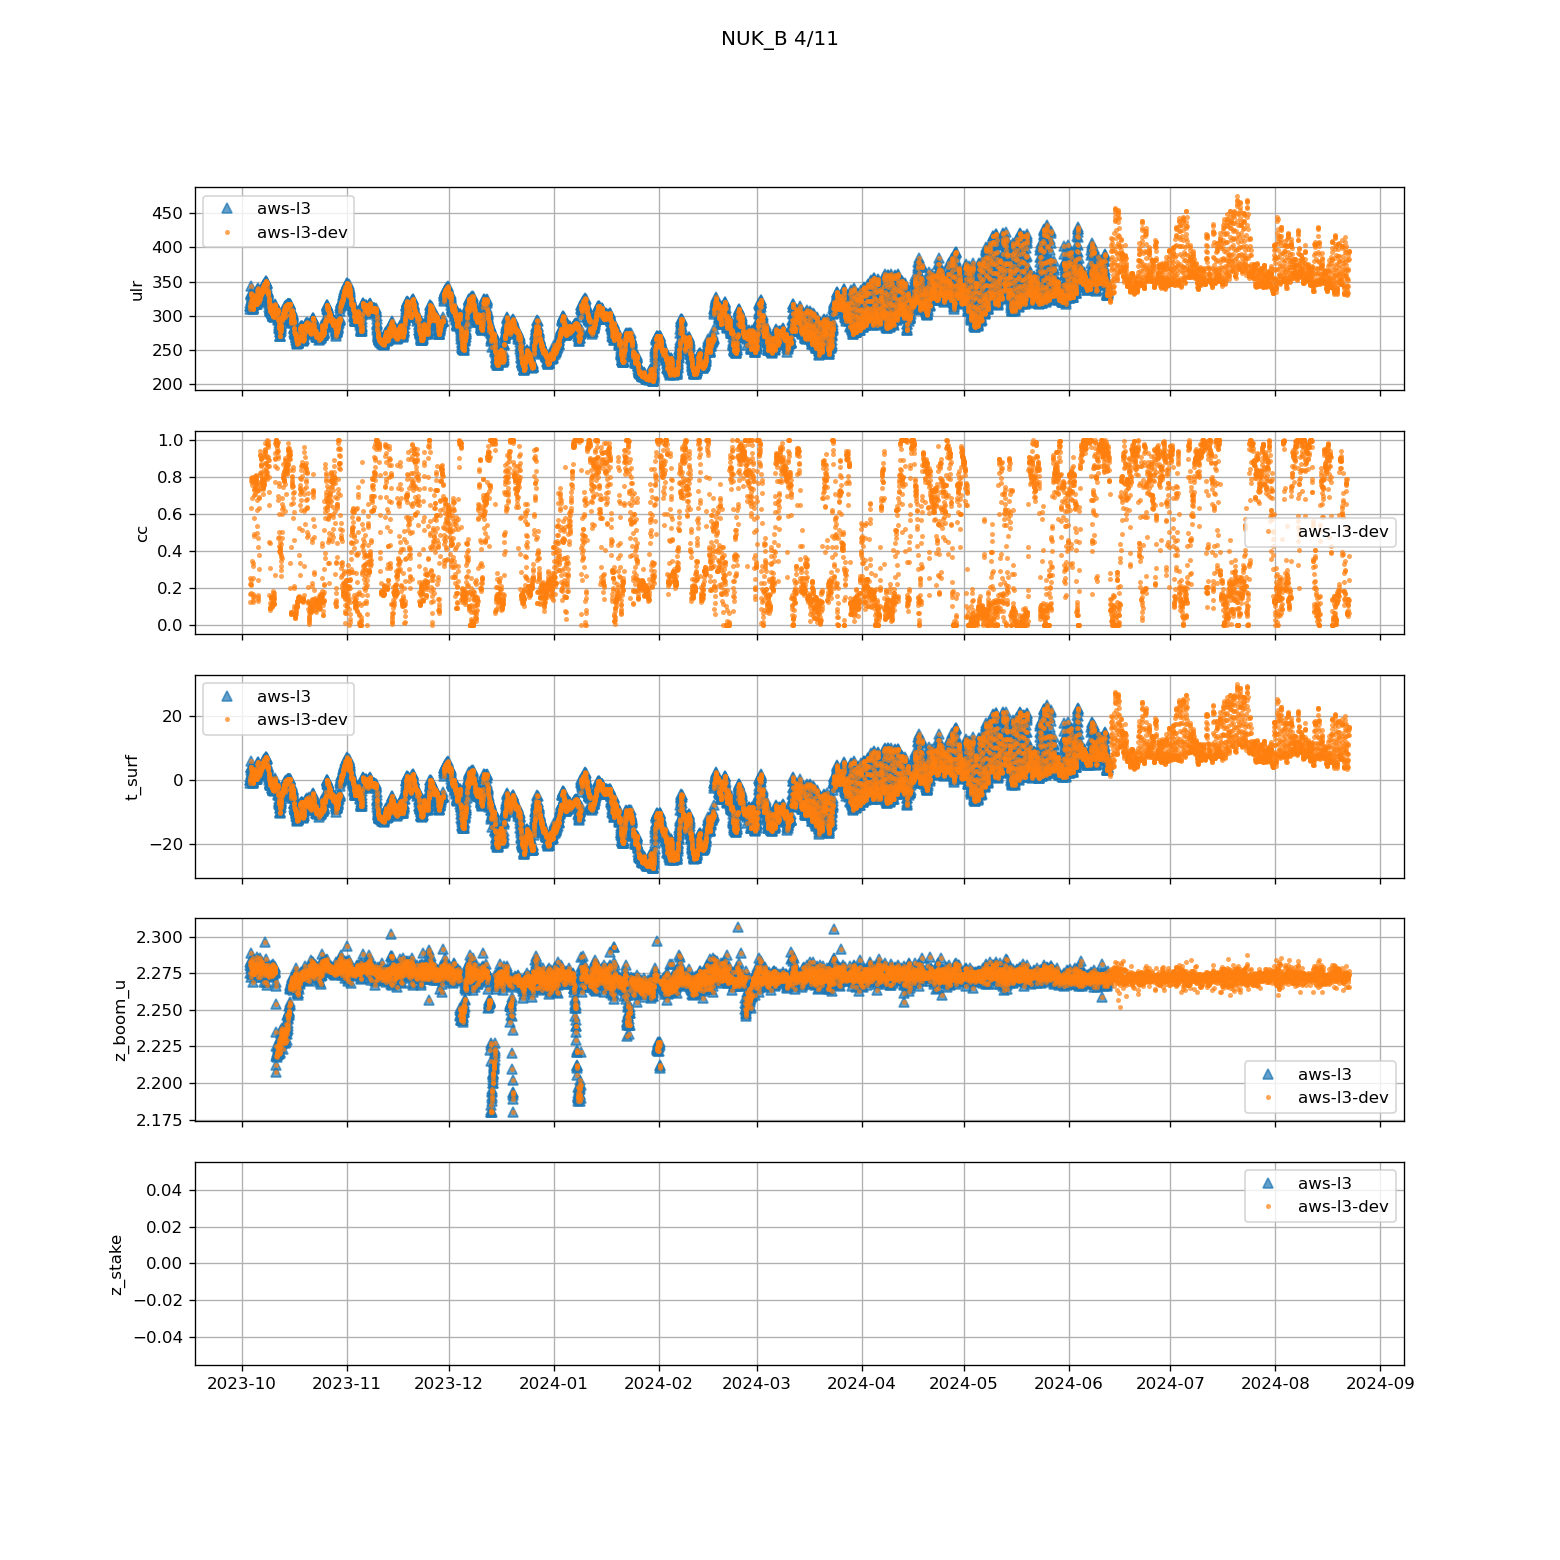 NUK_B 4/11
450
400
350
300
250
200
ulr
aws-l3
aws-l3-dev
1.0
0.8
0.6
0.4
0.2
0.0
cc
aws-l3-dev
20
0
−20
t_surf
aws-l3
aws-l3-dev
2.300
2.275
2.250
2.225
2.200
2.175
z_boom_u
aws-l3
aws-l3-dev
0.04
0.02
0.00
−0.02
−0.04
z_stake
aws-l3
aws-l3-dev
2023-10 2023-11 2023-12 2024-01 2024-02 2024-03 2024-04 2024-05 2024-06 2024-07 2024-08 2024-09